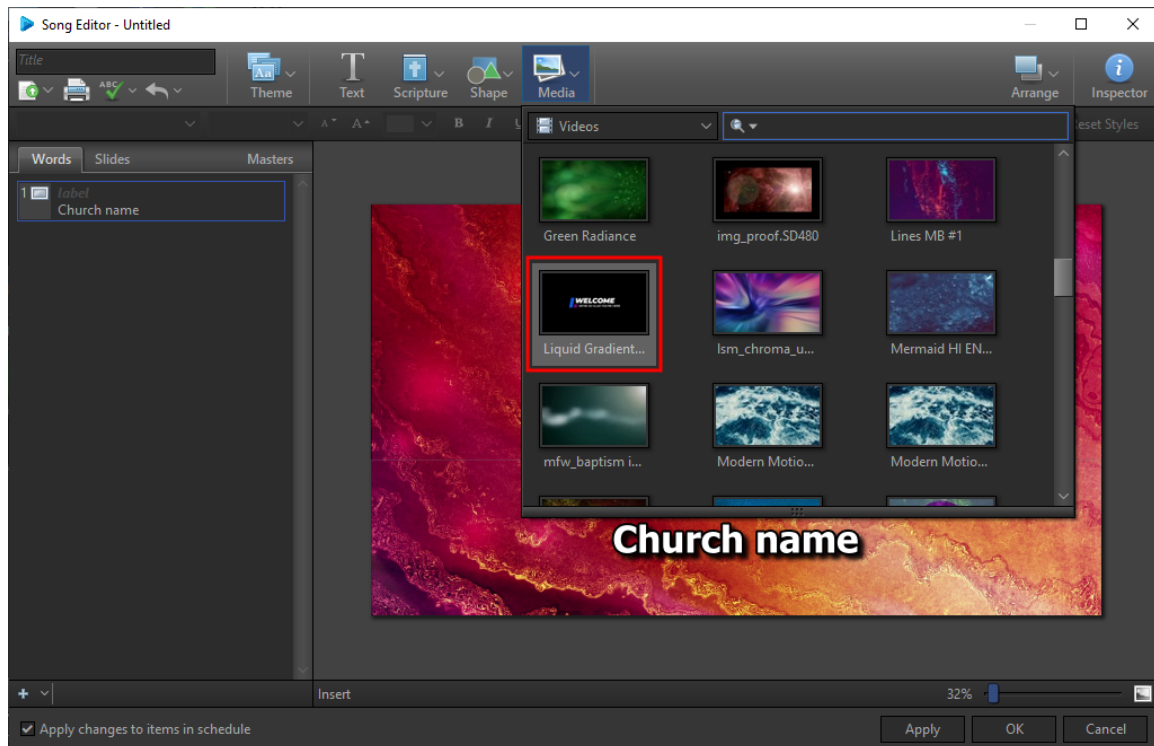 Song Editor - Untitled
Title
Theme
Text
Scripture
Shape
Media
Arrange
Inspector
ABC
Aa
B I U
Videos
eset Styles
Words
Slides
Masters
1
label
Church name
Green Radiance
img_proof.SD480
Lines MB #1
WELCOME
Liquid Gradient...
lsm_chroma_u...
Mermaid HI EN...
mfw_baptism i...
Modern Motio...
Modern Motio...
Church name
Insert
32%
Apply changes to items in schedule
Apply
OK
Cancel